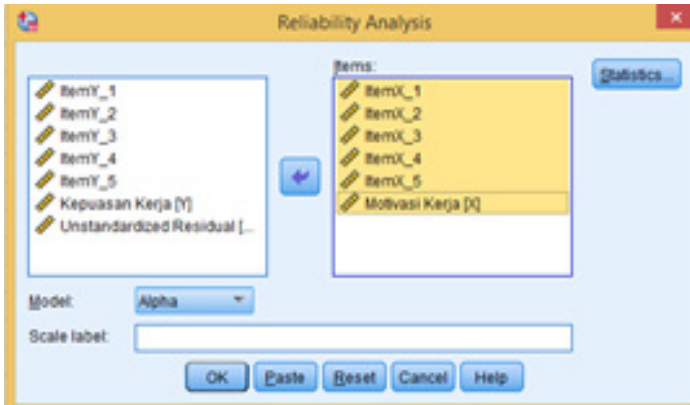 Reliability Analysis
Items:
ItemY_1
ItemY_2
ItemY_3
ItemY_4
ItemY_5
Kepuasan Kerja [Y]
Unstandardized Residual [...
ItemX_1
ItemX_2
ItemX_3
ItemX_4
ItemX_5
Motivasi Kerja [X]
Statistics...
Model:
Alpha
Scale label:
OK Paste Reset Cancel Help